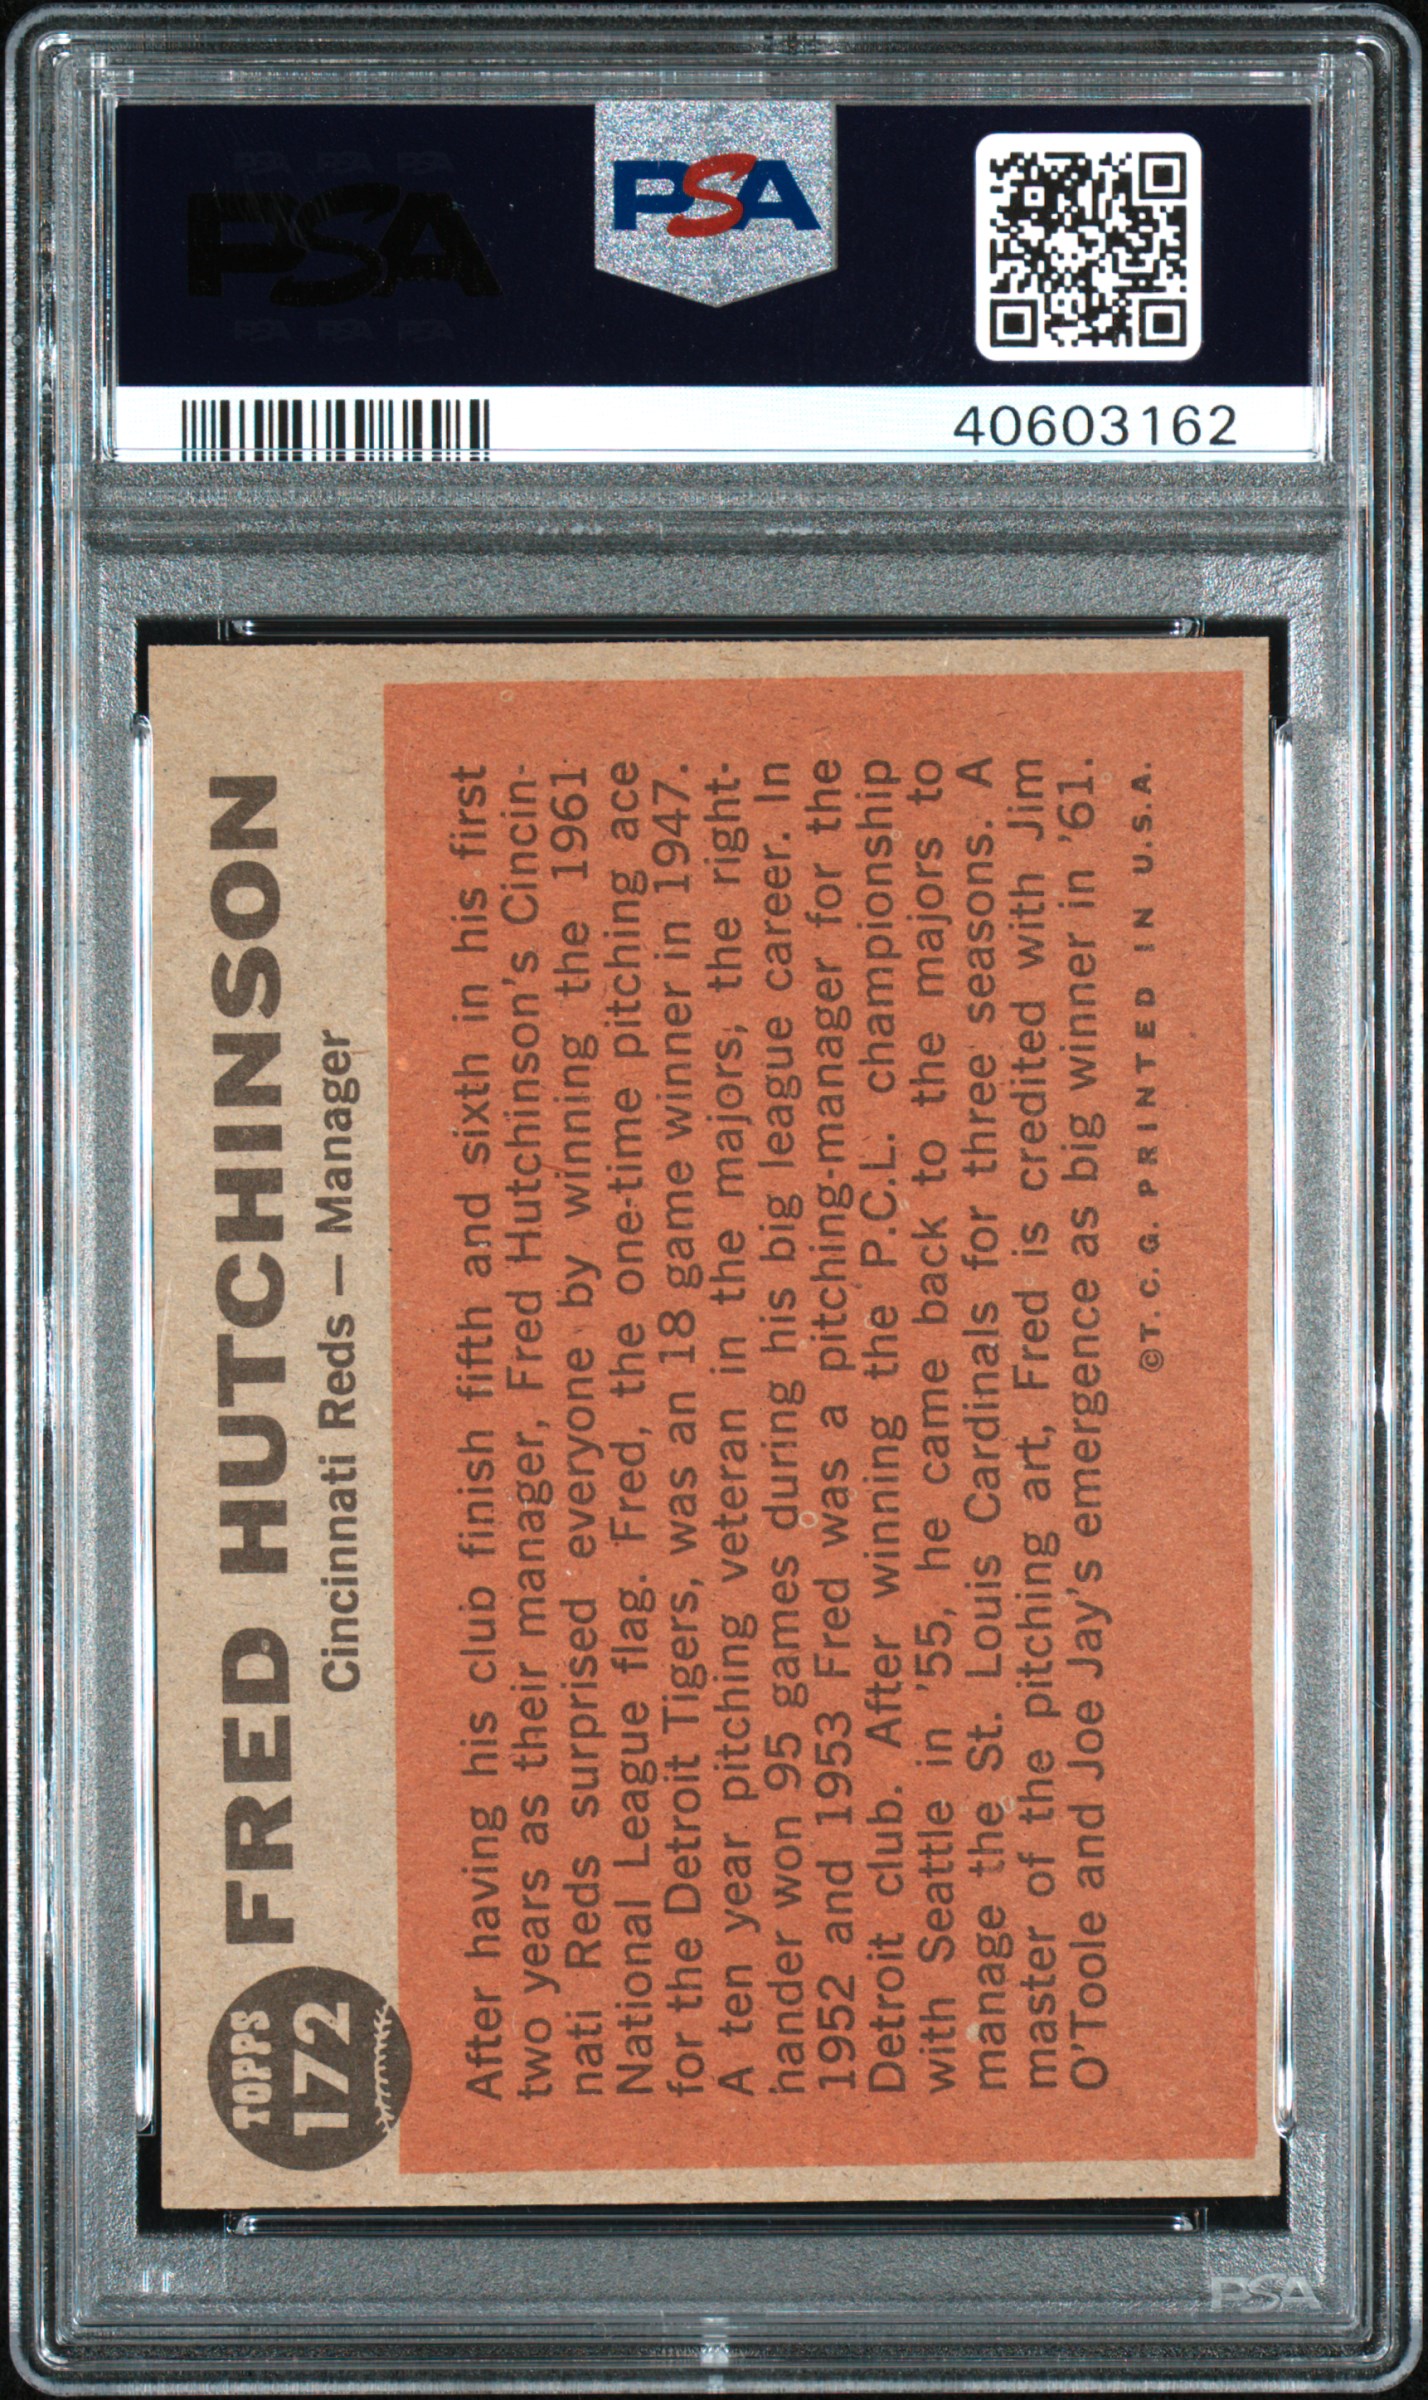 PSA
PSA
40603162
TOPPS
172
FRED HUTCHINSON
Cincinnati Reds — Manager
After having his club finish fifth and sixth in his first
two years as their manager, Fred Hutchinson's Cincin-
nati Reds surprised everyone by winning the 1961
National League flag. Fred, the one-time pitching ace
for the Detroit Tigers, was an 18 game winner in 1947.
A ten year pitching veteran in the majors, the right-
hander won 95 games during his big league career. In
1952 and 1953 Fred was a pitching-manager for the
Detroit club. After winning the P.C.L. championship
with Seattle in '55, he came back to the majors to
manage the St. Louis Cardinals for three seasons. A
master of the pitching art, Fred is credited with Jim
O'Toole and Joe Jay's emergence as big winner in '61.
© T. C. G. PRINTED IN U.S.A.
PSA